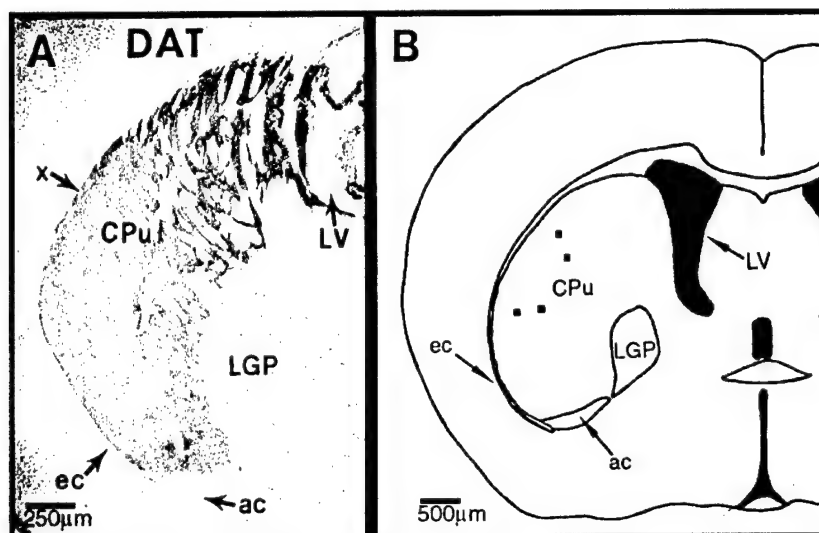 A DAT
x
CPu
LV
LGP
ec
ac
250µm
B
CPu
LV
ec
LGP
ac
500µm